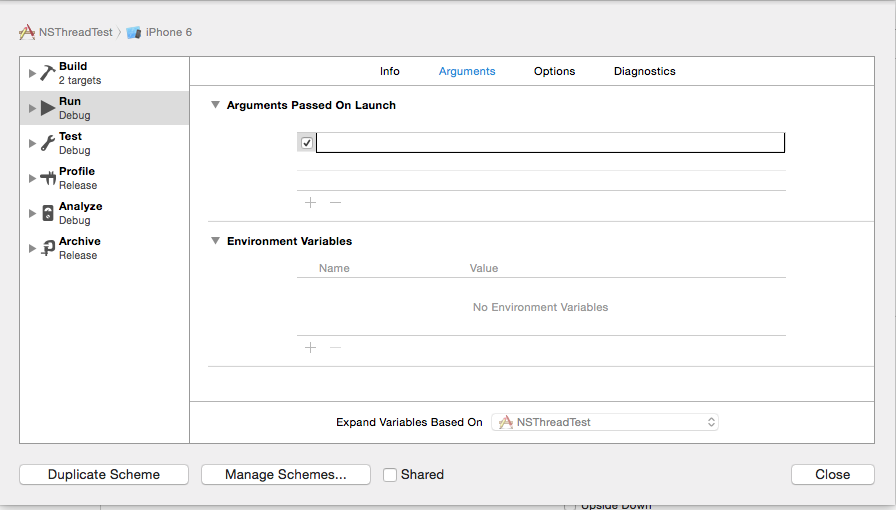 NSThreadTest 〉 iPhone 6
Build
2 targets
Run
Debug
Test
Debug
Profile
Release
Analyze
Debug
Archive
Release
Info Arguments Options Diagnostics
Arguments Passed On Launch
Environment Variables
Name Value
No Environment Variables
Expand Variables Based On NSThreadTest
Duplicate Scheme Manage Schemes... Shared Close
Upside Down